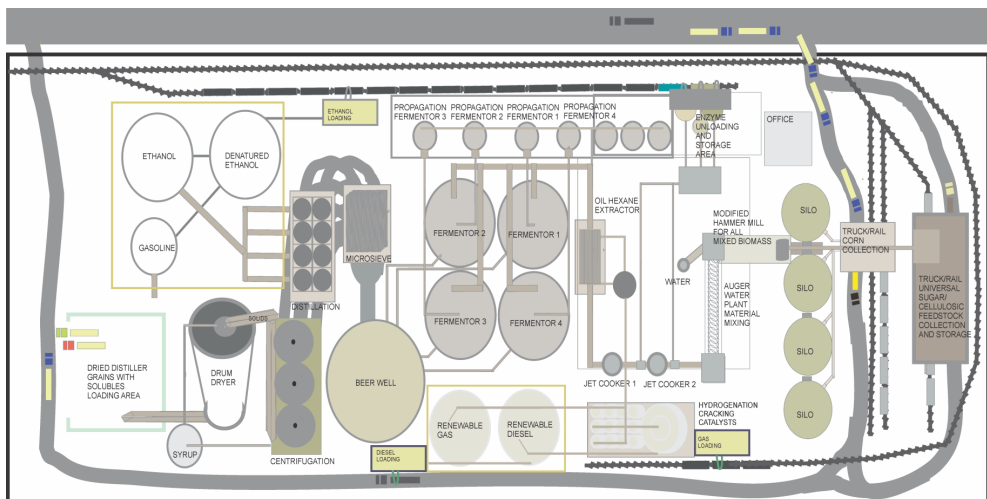 ETHANOL
LOADING
PROPAGATION
FERMENTOR 3
PROPAGATION
FERMENTOR 2
PROPAGATION
FERMENTOR 1
PROPAGATION
FERMENTOR 4
ENZYME
UNLOADING
AND
STORAGE
AREA
OFFICE
ETHANOL
DENATURED
ETHANOL
GASOLINE
MICROSIEVE
DISTILLATION
FERMENTOR 2
FERMENTOR 1
FERMENTOR 3
FERMENTOR 4
OIL HEXANE
EXTRACTOR
MODIFIED
HAMMER MILL
FOR ALL
MIXED BIOMASS
WATER
AUGER
WATER
PLANT
MATERIAL
MIXING
SILO
SILO
SILO
SILO
TRUCK/RAIL
CORN
COLLECTION
TRUCK/RAIL
UNIVERSAL
SUGAR/
CELLULOSIC
FEEDSTOCK
COLLECTION
AND STORAGE
SOLIDS
DRIED DISTILLER
GRAINS WITH
SOLUBLES
LOADING AREA
DRUM
DRYER
SYRUP
CENTRIFUGATION
BEER WELL
JET COOKER 1
JET COOKER 2
RENEWABLE
GAS
RENEWABLE
DIESEL
HYDROGENATION
CRACKING
CATALYSTS
DIESEL
LOADING
GAS
LOADING